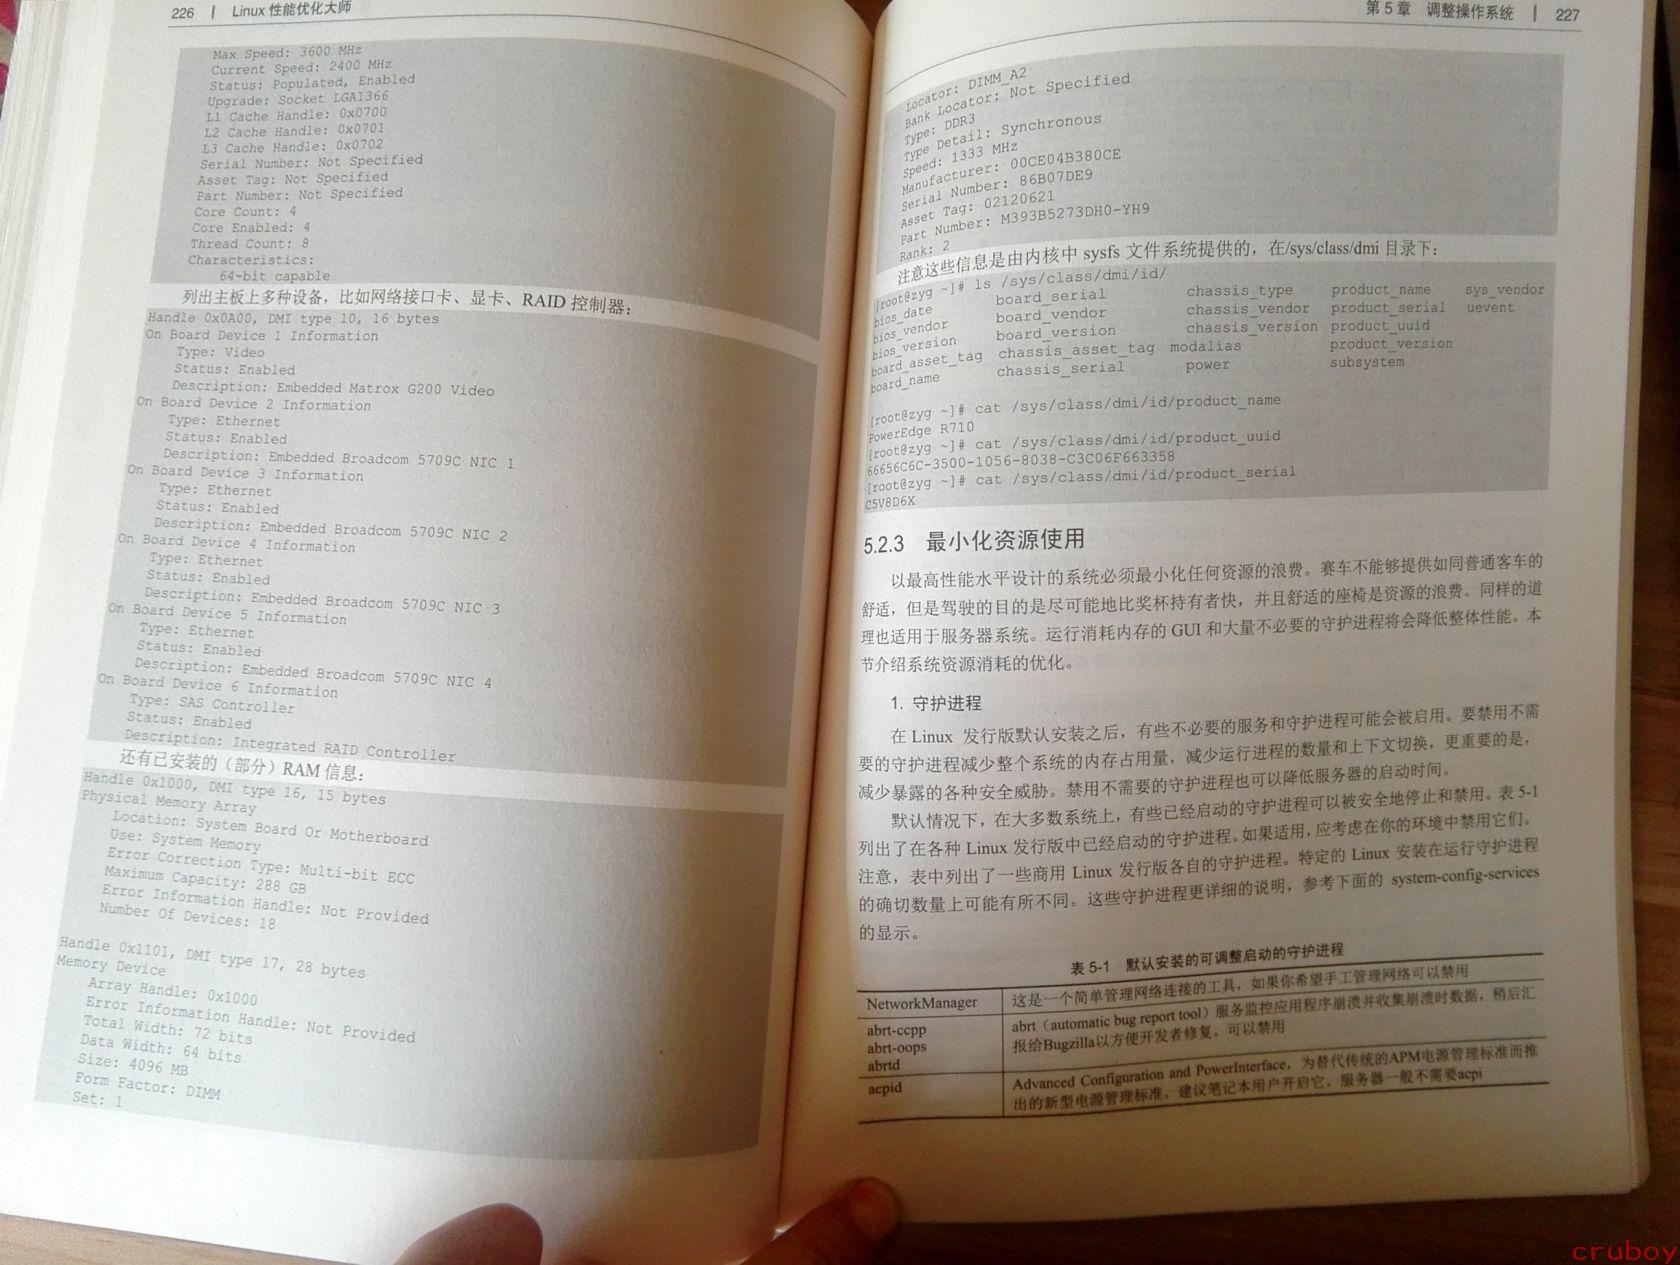 226 | Linux 性能优化大师
Max Speed: 3600 MHz
Current Speed: 2400 MHz
Status: Populated, Enabled
Upgrade: Socket LGA1366
L1 Cache Handle: 0x0700
L2 Cache Handle: 0x0701
L3 Cache Handle: 0x0702
Serial Number: Not Specified
Asset Tag: Not Specified
Part Number: Not Specified
Core Count: 4
Core Enabled: 4
Thread Count: 8
Characteristics:
64-bit capable
列出主板上多种设备，比如网络接口卡、显卡、RAID 控制器：
Handle 0x0A00, DMI type 10, 16 bytes
On Board Device 1 Information
Type: Video
Status: Enabled
Description: Embedded Matrox G200 Video
On Board Device 2 Information
Type: Ethernet
Status: Enabled
Description: Embedded Broadcom 5709C NIC 1
On Board Device 3 Information
Type: Ethernet
Status: Enabled
Description: Embedded Broadcom 5709C NIC 2
On Board Device 4 Information
Type: Ethernet
Status: Enabled
Description: Embedded Broadcom 5709C NIC 3
On Board Device 5 Information
Type: Ethernet
Status: Enabled
Description: Embedded Broadcom 5709C NIC 4
On Board Device 6 Information
Type: SAS Controller
Status: Enabled
Description: Integrated RAID Controller
还有已安装的（部分）RAM 信息：
Handle 0x1000, DMI type 16, 15 bytes
Physical Memory Array
Location: System Board Or Motherboard
Use: System Memory
Error Correction Type: Multi-bit ECC
Maximum Capacity: 288 GB
Error Information Handle: Not Provided
Number Of Devices: 18
Handle 0x1101, DMI type 17, 28 bytes
Memory Device
Array Handle: 0x1000
Error Information Handle: Not Provided
Total Width: 72 bits
Data Width: 64 bits
Size: 4096 MB
Form Factor: DIMM
Set: 1
第 5 章 调整操作系统 | 227
Locator: DIMM_A2
Bank Locator: Not Specified
Type: DDR3
Type Detail: Synchronous
Speed: 1333 MHz
Manufacturer: 00CE04B380CE
Serial Number: 86B07DE9
Asset Tag: 02120621
Part Number: M393B5273DH0-YH9
Rank: 2
注意这些信息是由内核中 sysfs 文件系统提供的，在/sys/class/dmi 目录下：
[root@zyg ~]# ls /sys/class/dmi/id/
bios_date board_serial chassis_type product_name sys_vendor
bios_vendor board_vendor chassis_vendor product_serial uevent
bios_version board_version chassis_version product_uuid
board_asset_tag chassis_asset_tag modalias product_version
board_name chassis_serial power subsystem
[root@zyg ~]# cat /sys/class/dmi/id/product_name
PowerEdge R710
[root@zyg ~]# cat /sys/class/dmi/id/product_uuid
66656C6C-3500-1056-8038-C3C06F663358
[root@zyg ~]# cat /sys/class/dmi/id/product_serial
C5V8D6X
5.2.3 最小化资源使用
以最高性能水平设计的系统必须最小化任何资源的浪费。赛车不能够提供如同普通客车的
舒适，但是驾驶的目的是尽可能地比奖杯持有者快，并且舒适的座椅是资源的浪费。同样的道
理也适用于服务器系统。运行消耗内存的 GUI 和大量不必要的守护进程将会降低整体性能。本
节介绍系统资源消耗的优化。
1. 守护进程
在 Linux 发行版默认安装之后，有些不必要的服务和守护进程可能会被启用。要禁用不需
要的守护进程减少整个系统的内存占用量，减少运行进程的数量和上下文切换，更重要的是，
减少暴露的各种安全威胁。禁用不需要的守护进程也可以降低服务器的启动时间。
默认情况下，在大多数系统上，有些已经启动的守护进程可以被安全地停止和禁用。表 5-1
列出了在各种 Linux 发行版中已经启动的守护进程。如果适用，应考虑在你的环境中禁用它们。
注意，表中列出了一些商用 Linux 发行版各自的守护进程。特定的 Linux 安装在运行守护进程
的确切数量上可能有所不同。这些守护进程更详细的说明，参考下面的 system-config-services
的显示。
表 5-1 默认安装的可调整启动的守护进程
NetworkManager 这是一个简单管理网络连接的工具，如果你希望手工管理网络可以禁用
abrt-ccpp abrt（automatic bug report tool）服务监控应用程序崩溃并收集崩溃时数据，稍后汇
abrt-oops 报给Bugzilla以方便开发者修复。可以禁用
abrtd
acpid Advanced Configuration and PowerInterface，为替代传统的APM电源管理标准而推
出的新型电源管理标准。建议笔记本用户开启它。服务器一般不需要acpi
cruboy